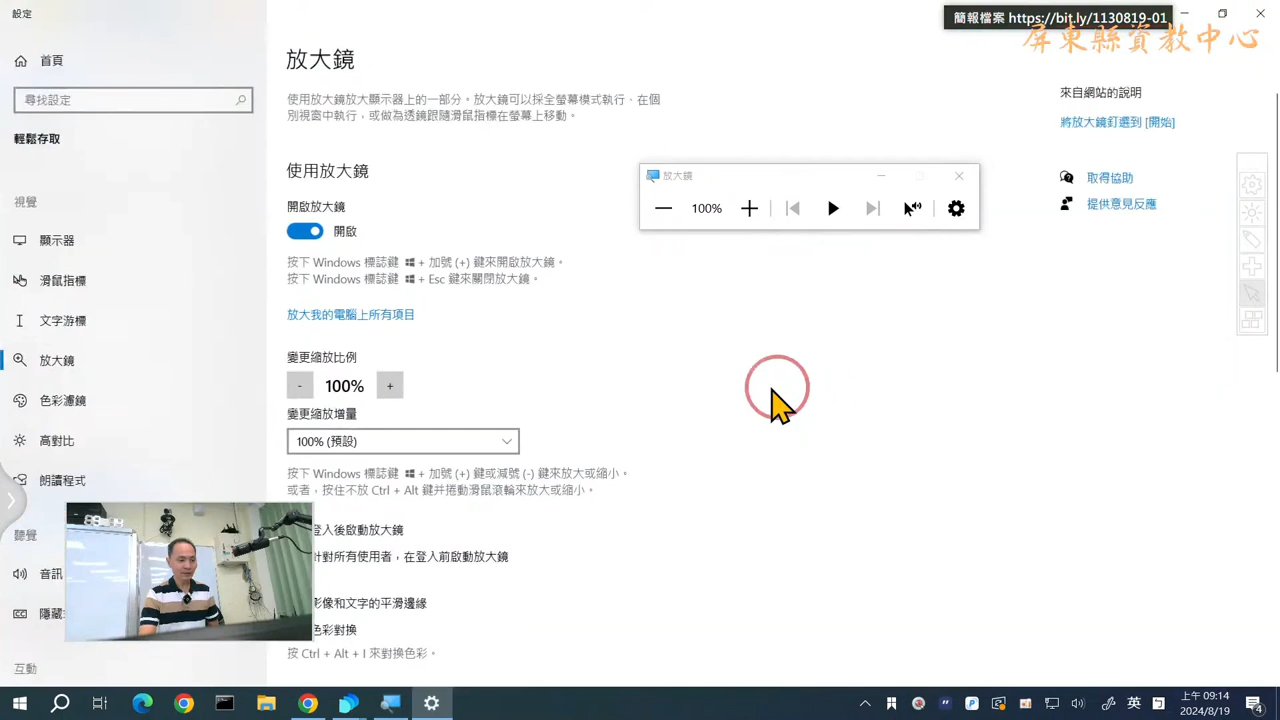 設定
簡報檔案 https://bit.ly/1130819-01
屏東縣資教中心
首頁
尋找設定
輕鬆存取
視覺
顯示器
滑鼠指標
文字游標
放大鏡
色彩濾鏡
高對比
朗讀程式
聽覺
音訊
隱藏
互動
放大鏡
使用放大鏡放大顯示器上的一部分。放大鏡可以採全螢幕模式執行、在個
別視窗中執行，或做為透鏡跟隨滑鼠指標在螢幕上移動。
使用放大鏡
開啟放大鏡
開啟
按下 Windows 標誌鍵 + 加號 (+) 鍵來開啟放大鏡。
按下 Windows 標誌鍵 + Esc 鍵來關閉放大鏡。
放大我的電腦上所有項目
變更縮放比例
- 100% +
變更縮放增量
100% (預設)
按下 Windows 標誌鍵 + 加號 (+) 鍵或減號 (-) 鍵來放大或縮小。
或者，按住不放 Ctrl + Alt 鍵并捲動滑鼠滾輪來放大或縮小。
登入後啟動放大鏡
針對所有使用者，在登入前啟動放大鏡
影像和文字的平滑邊緣
色彩對換
按 Ctrl + Alt + I 來對換色彩。
放大鏡
100%
來自網站的說明
將放大鏡釘選到 [開始]
取得協助
提供意見反應
英
上午 09:14
2024/8/19
4